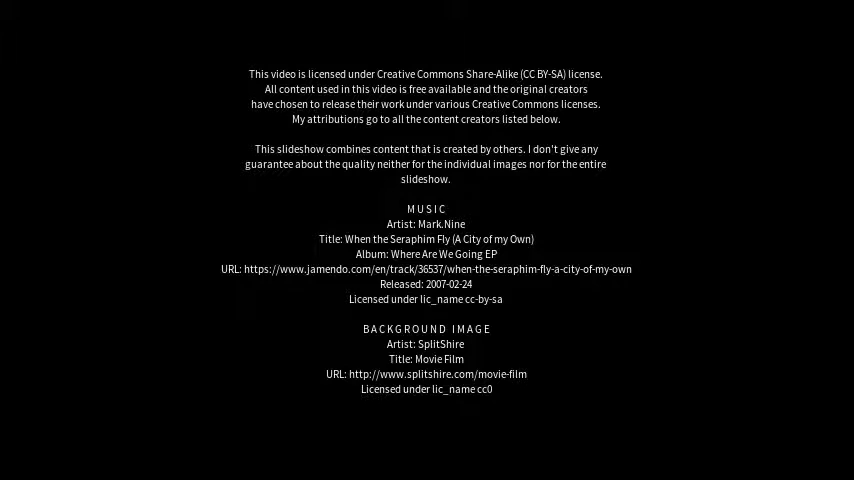 This video is licensed under Creative Commons Share-Alike (CC BY-SA) license.
All content used in this video is free available and the original creators
have chosen to release their work under various Creative Commons licenses.
My attributions go to all the content creators listed below.
This slideshow combines content that is created by others. I don't give any
guarantee about the quality neither for the individual images nor for the entire
slideshow.
MUSIC
Artist: Mark.Nine
Title: When the Seraphim Fly (A City of my Own)
Album: Where Are We Going EP
URL: https://www.jamendo.com/en/track/36537/when-the-seraphim-fly-a-city-of-my-own
Released: 2007-02-24
Licensed under lic_name cc-by-sa
BACKGROUND IMAGE
Artist: SplitShire
Title: Movie Film
URL: http://www.splitshire.com/movie-film
Licensed under lic_name cc0